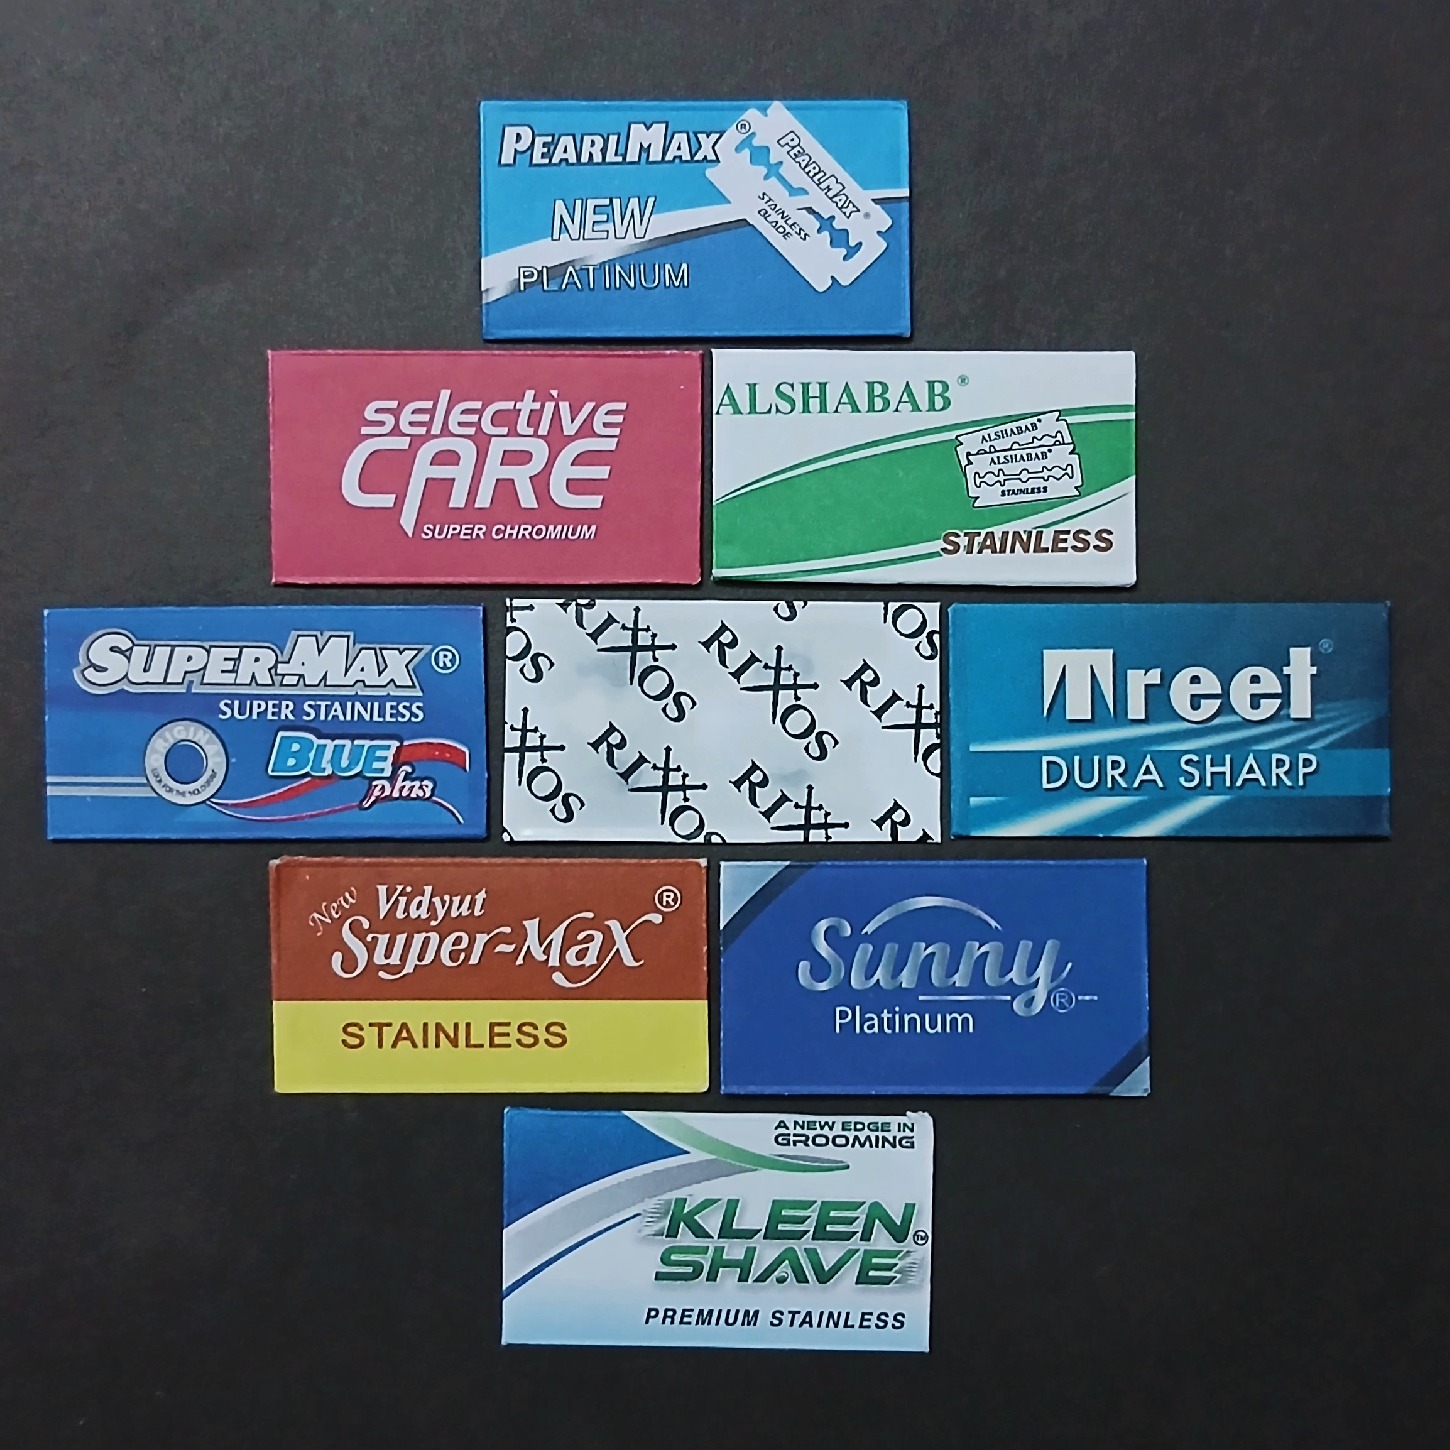 PEARLMAX®
NEW
PLATINUM
PEARLMAX®
STAINLESS
BLADE
selective
CARE
SUPER CHROMIUM
ALSHABAB®
ALSHABAB®
ALSHABAB®
STAINLESS
STAINLESS
SUPER-MAX®
SUPER STAINLESS
ORIGINAL
BLUE
plus
RIXOS
RIXOS
RIXOS
RIXOS
RIXOS
Treet®
DURA SHARP
New Vidyut®
Super-Max
STAINLESS
Sunny®
Platinum
A NEW EDGE IN
GROOMING
KLEEN
SHAVE™
PREMIUM STAINLESS